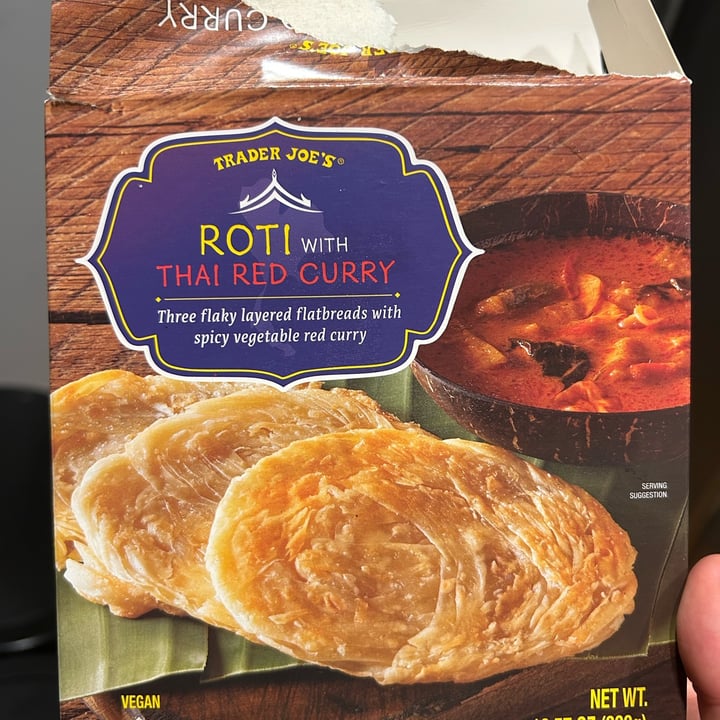 CURRY
TRADER JOE'S®
ROTI WITH
THAI RED CURRY
Three flaky layered flatbreads with
spicy vegetable red curry
SERVING
SUGGESTION
VEGAN
NET WT.